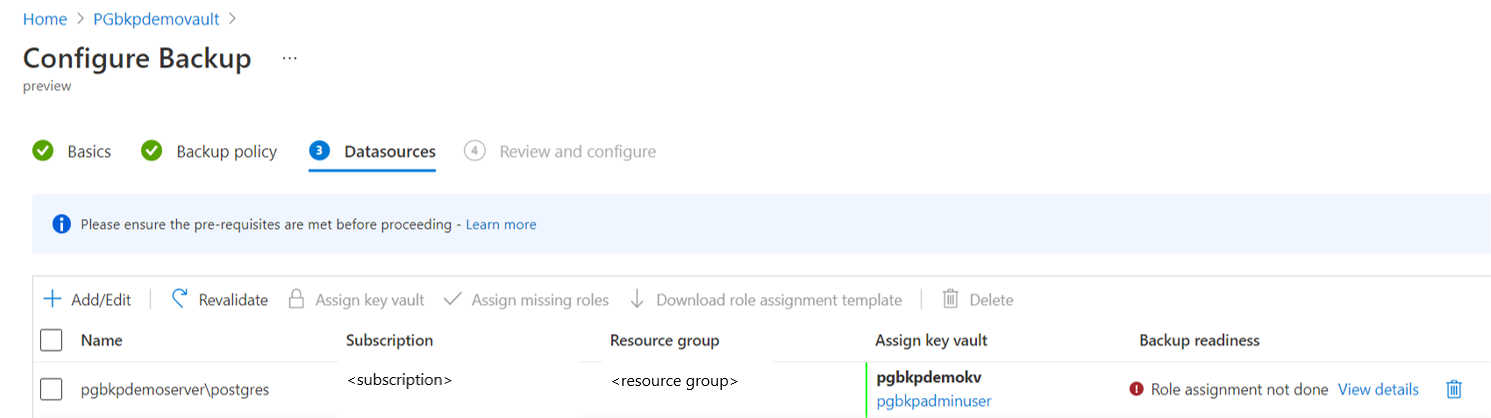 Home > PGbkpdemovault >
Configure Backup ...
preview
Basics Backup policy 3 Datasources 4 Review and configure
Please ensure the pre-requisites are met before proceeding - Learn more
Add/Edit Revalidate Assign key vault Assign missing roles Download role assignment template Delete
Name Subscription Resource group Assign key vault Backup readiness
pgbkpdemoserver\postgres <subscription> <resource group> pgbkpdemokv Role assignment not done View details
pgbkpadminuser